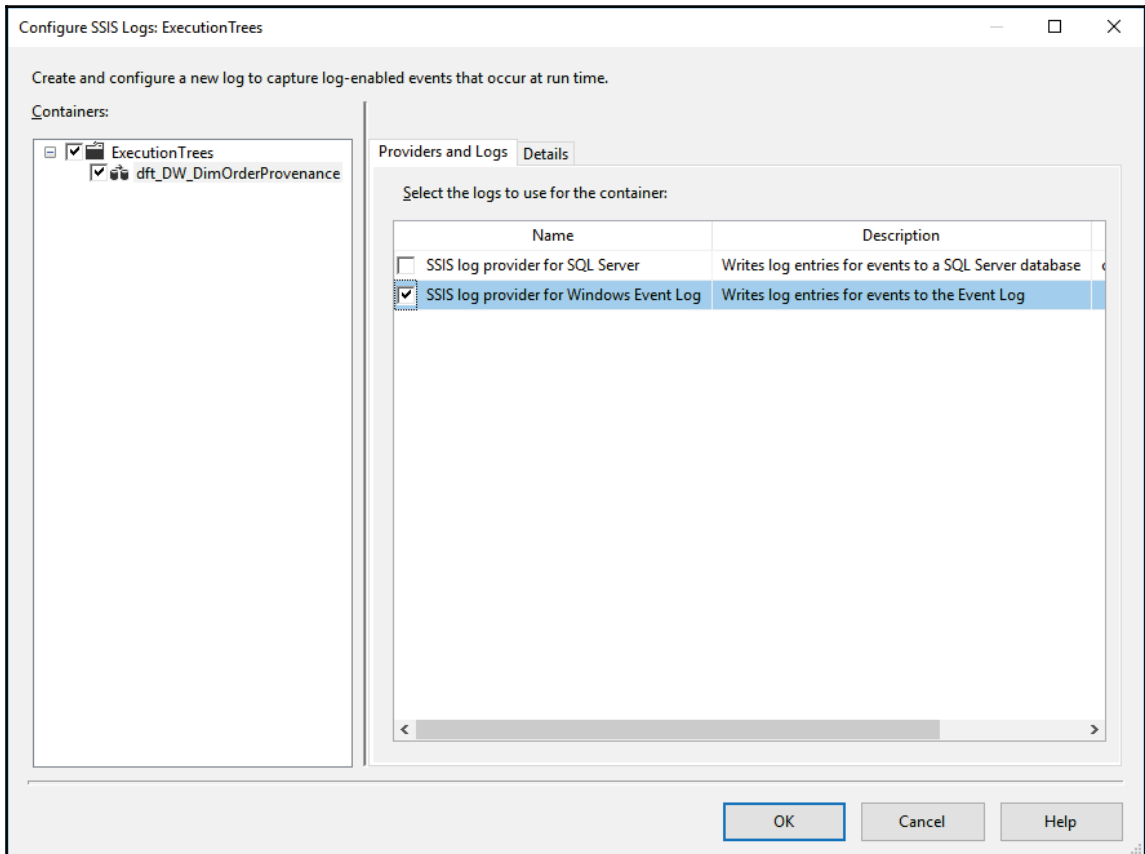 Configure SSIS Logs: ExecutionTrees
Create and configure a new log to capture log-enabled events that occur at run time.
Containers:
ExecutionTrees
dft_DW_DimOrderProvenance
Providers and Logs
Details
Select the logs to use for the container:
Name Description
SSIS log provider for SQL Server Writes log entries for events to a SQL Server database
SSIS log provider for Windows Event Log Writes log entries for events to the Event Log
OK Cancel Help